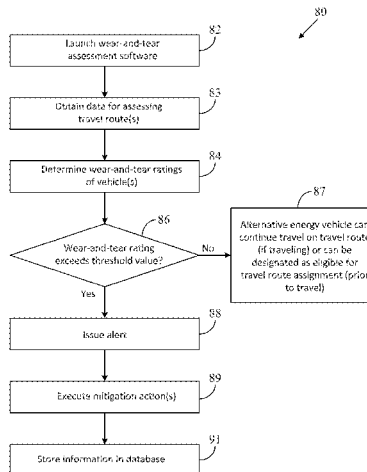 80
82
Launch wear-and-tear
assessment software
83
Obtain data for assessing
travel route(s)
84
Determine wear-and-tear ratings
of vehicle(s)
86
Wear-and-tear rating
exceeds threshold value?
No
Yes
87
Alternative energy vehicle can
continue travel on travel route
(if traveling) or can be
designated as eligible for
travel route assignment (prior
to travel)
88
Issue alert
89
Execute mitigation action(s)
91
Store information in database